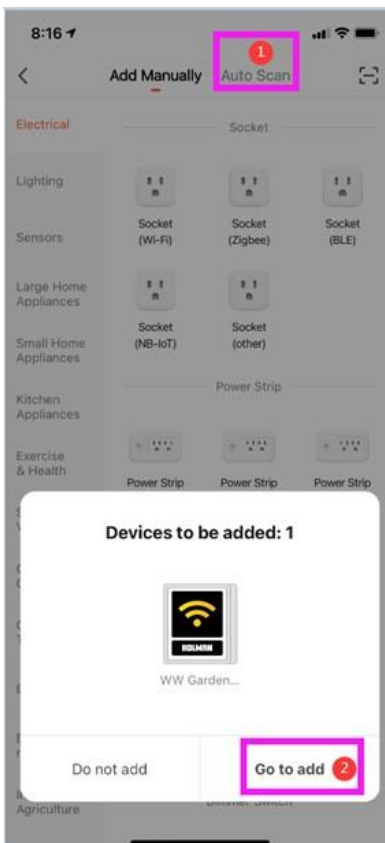 8:16
1
Add Manually Auto Scan
Electrical
Socket
Lighting
Socket
(Wi-Fi)
Socket
(Zigbee)
Socket
(BLE)
Sensors
Large Home
Appliances
Socket
(NB-IoT)
Socket
(other)
Small Home
Appliances
Power Strip
Kitchen
Appliances
Exercise
& Health
Power Strip
Power Strip
Power Strip
Devices to be added: 1
HOLMAN
WW Garden...
Do not add
Go to add 2
Agriculture
Dimmer Switch